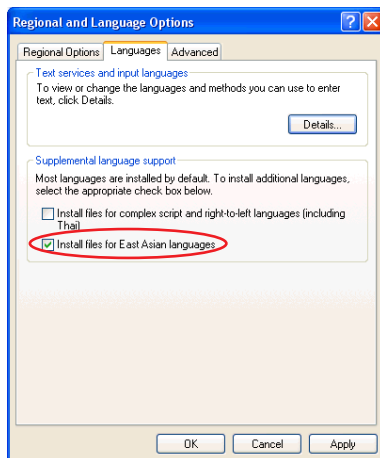 Regional and Language Options
Regional Options Languages Advanced
Text services and input languages
To view or change the languages and methods you can use to enter
text, click Details.
Details...
Supplemental language support
Most languages are installed by default. To install additional languages,
select the appropriate check box below.
Install files for complex script and right-to-left languages (including
Thai)
Install files for East Asian languages
OK Cancel Apply